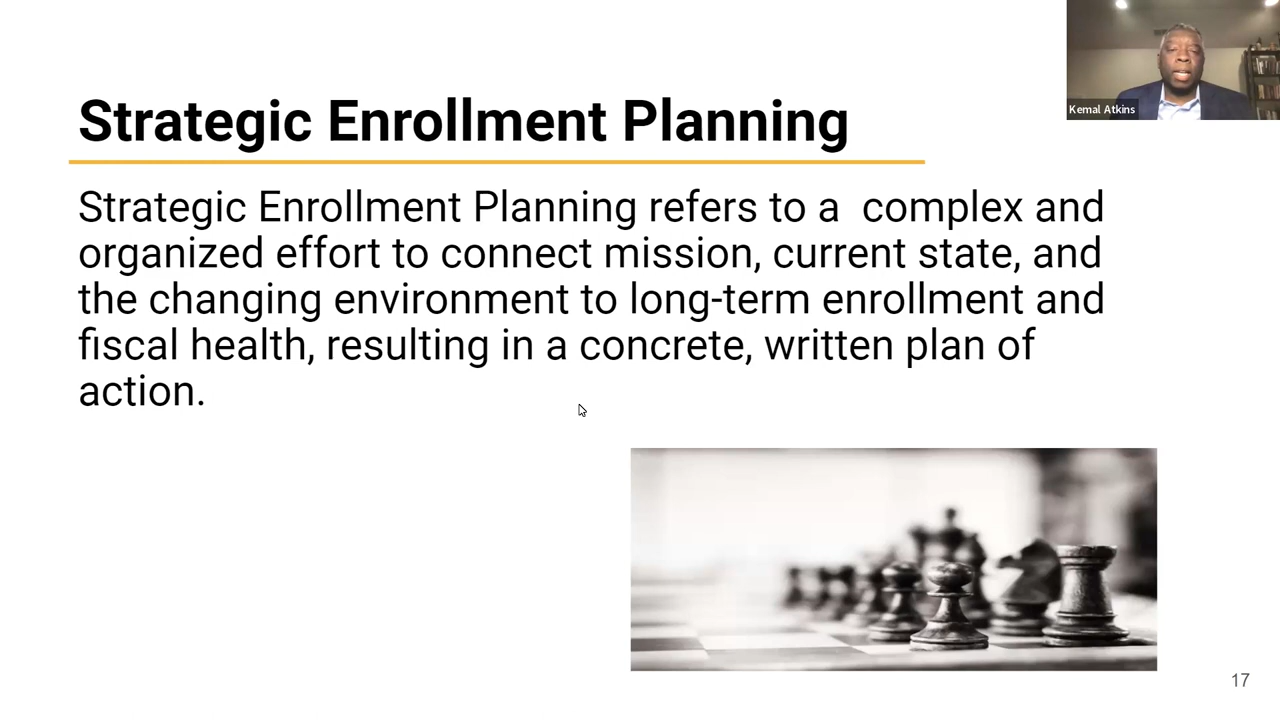 Kemal Atkins
Strategic Enrollment Planning
Strategic Enrollment Planning refers to a  complex and
organized effort to connect mission, current state, and
the changing environment to long-term enrollment and
fiscal health, resulting in a concrete, written plan of
action.
17